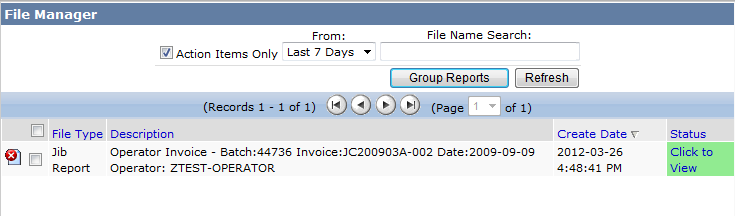 File Manager
From:
File Name Search:
Action Items Only
Last 7 Days
Group Reports
Refresh
(Records 1 - 1 of 1)
(Page 1 of 1)
File Type Description Create Date Status
Jib Report
Operator Invoice - Batch:44736 Invoice:JC200903A-002 Date:2009-09-09
Operator: ZTEST-OPERATOR
2012-03-26
4:48:41 PM
Click to
View